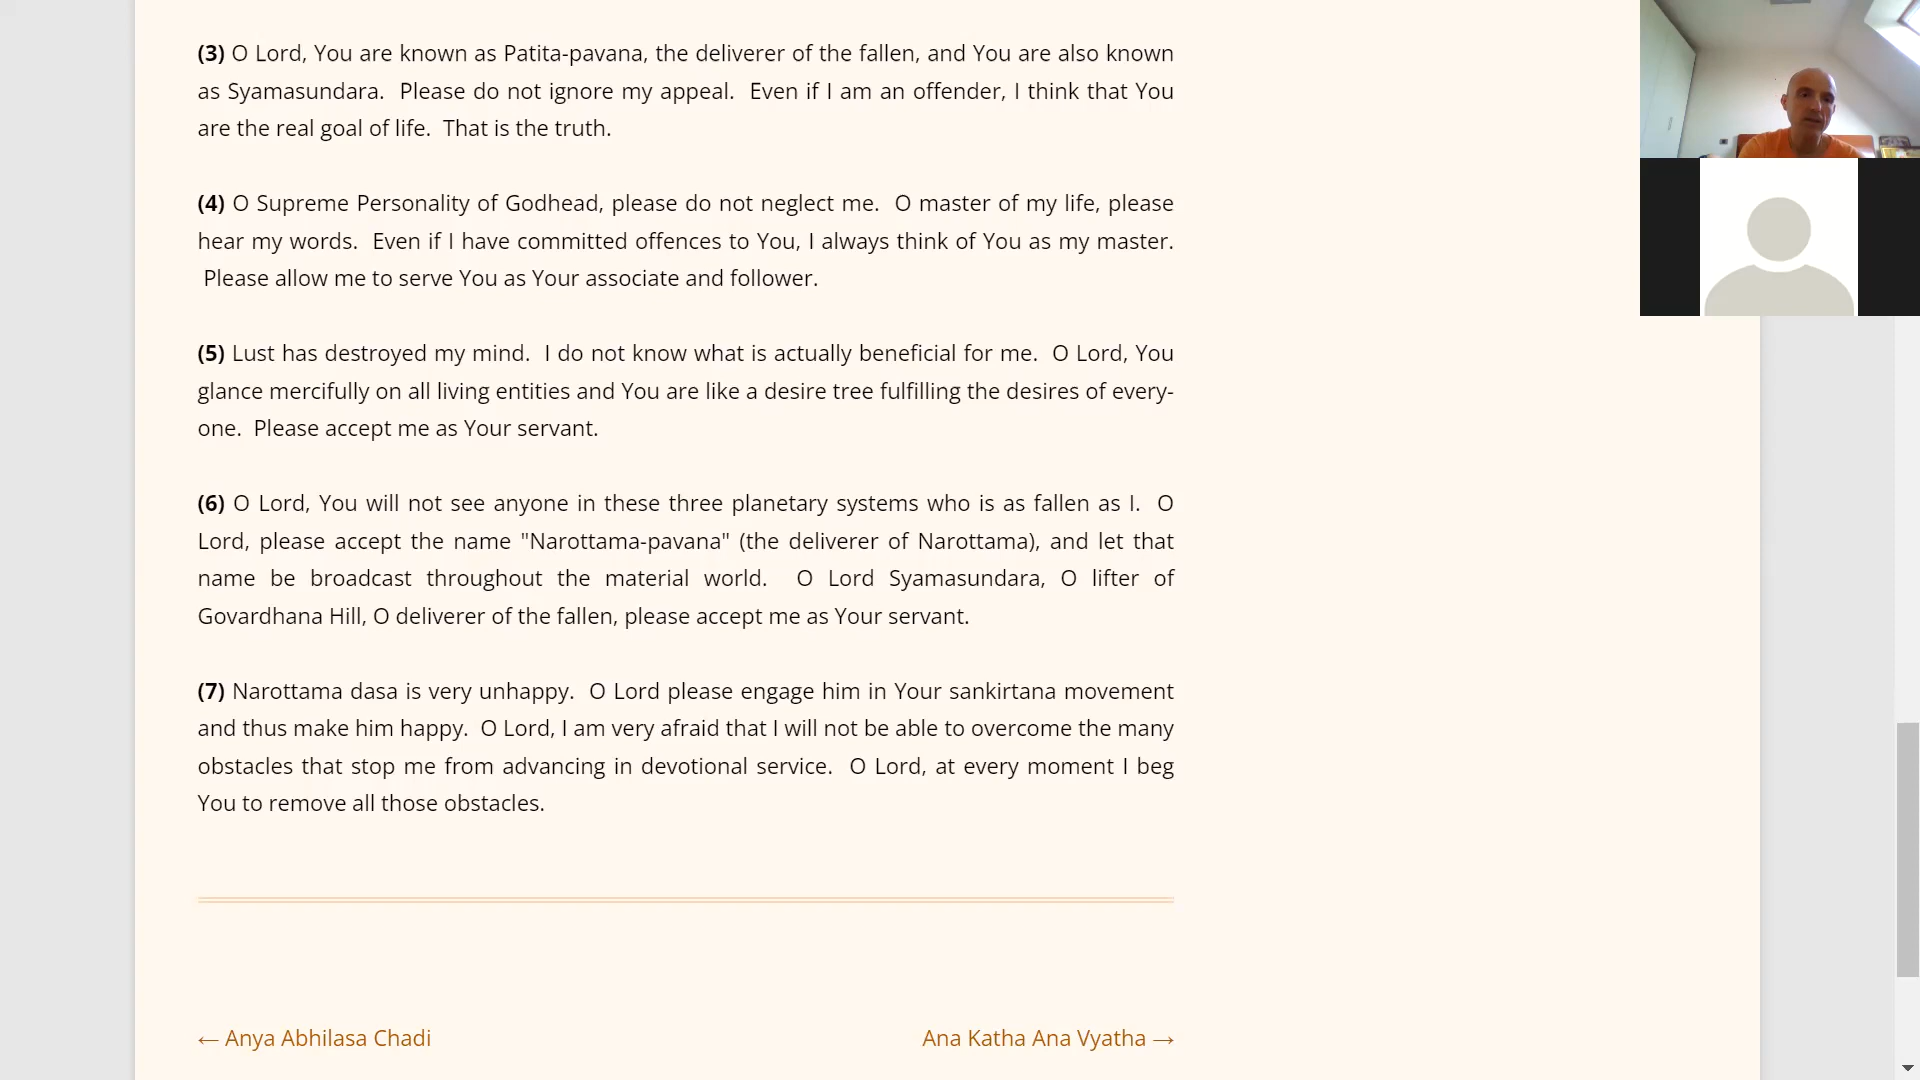 (3) O Lord, You are known as Patita-pavana, the deliverer of the fallen, and You are also known
as Syamasundara.  Please do not ignore my appeal.  Even if I am an offender, I think that You
are the real goal of life.  That is the truth.
(4) O Supreme Personality of Godhead, please do not neglect me.  O master of my life, please
hear my words.  Even if I have committed offences to You, I always think of You as my master.
Please allow me to serve You as Your associate and follower.
(5) Lust has destroyed my mind.  I do not know what is actually beneficial for me.  O Lord, You
glance mercifully on all living entities and You are like a desire tree fulfilling the desires of every-
one.  Please accept me as Your servant.
(6) O Lord, You will not see anyone in these three planetary systems who is as fallen as I.  O
Lord, please accept the name "Narottama-pavana" (the deliverer of Narottama), and let that
name be broadcast throughout the material world.  O Lord Syamasundara, O lifter of
Govardhana Hill, O deliverer of the fallen, please accept me as Your servant.
(7) Narottama dasa is very unhappy.  O Lord please engage him in Your sankirtana movement
and thus make him happy.  O Lord, I am very afraid that I will not be able to overcome the many
obstacles that stop me from advancing in devotional service.  O Lord, at every moment I beg
You to remove all those obstacles.
← Anya Abhilasa Chadi
Ana Katha Ana Vyatha →